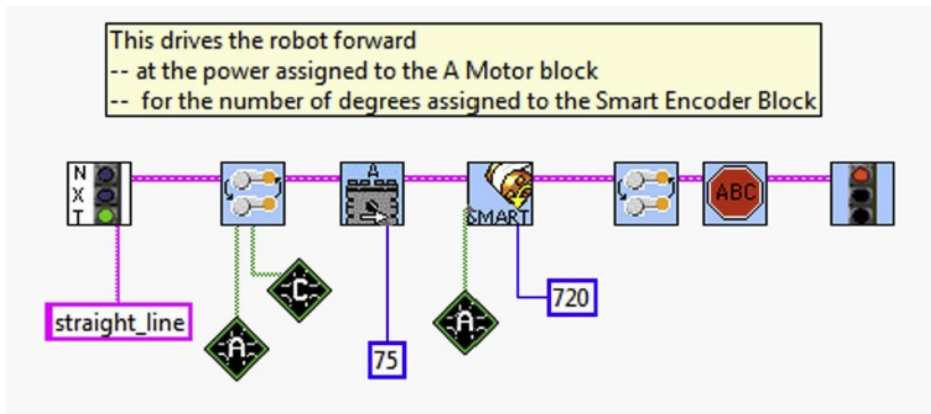 This drives the robot forward
-- at the power assigned to the A Motor block
--  for the number of degrees assigned to the Smart Encoder Block
N
X
T
A
SMART
ABC
C
720
straight_line
A
A
75